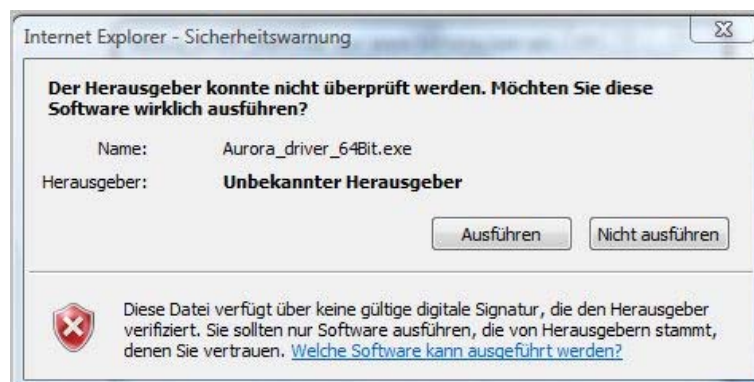 Internet Explorer - Sicherheitswarnung
Der Herausgeber konnte nicht überprüft werden. Möchten Sie diese
Software wirklich ausführen?
Name: Aurora_driver_64Bit.exe
Herausgeber: Unbekannter Herausgeber
Ausführen Nicht ausführen
Diese Datei verfügt über keine gültige digitale Signatur, die den Herausgeber
verifiziert. Sie sollten nur Software ausführen, die von Herausgebern stammt,
denen Sie vertrauen. Welche Software kann ausgeführt werden?